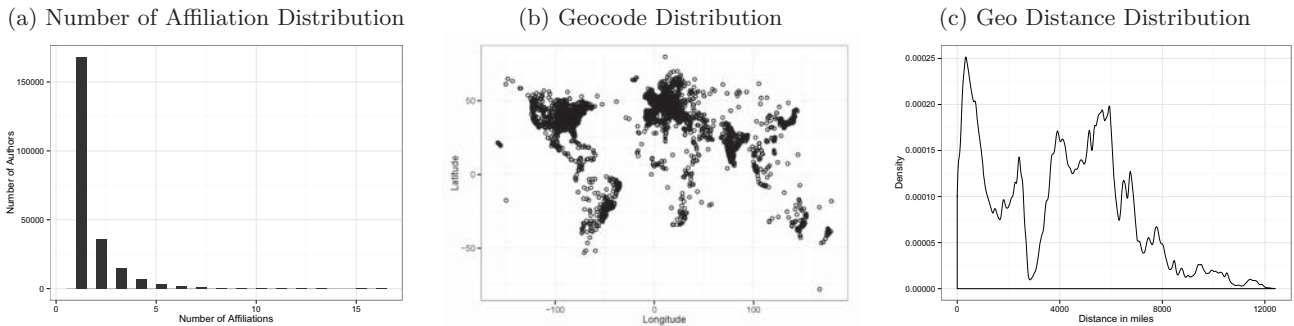 (a) Number of Affiliation Distribution
150000
100000
50000
0
Number of Authors
0
5
10
15
Number of Affiliations
(b) Geocode Distribution
50
0
−50
Latitude
−100
0
100
Longitude
(c) Geo Distance Distribution
0.00025
0.00020
0.00015
0.00010
0.00005
0.00000
Density
0
4000
8000
12000
Distance in miles